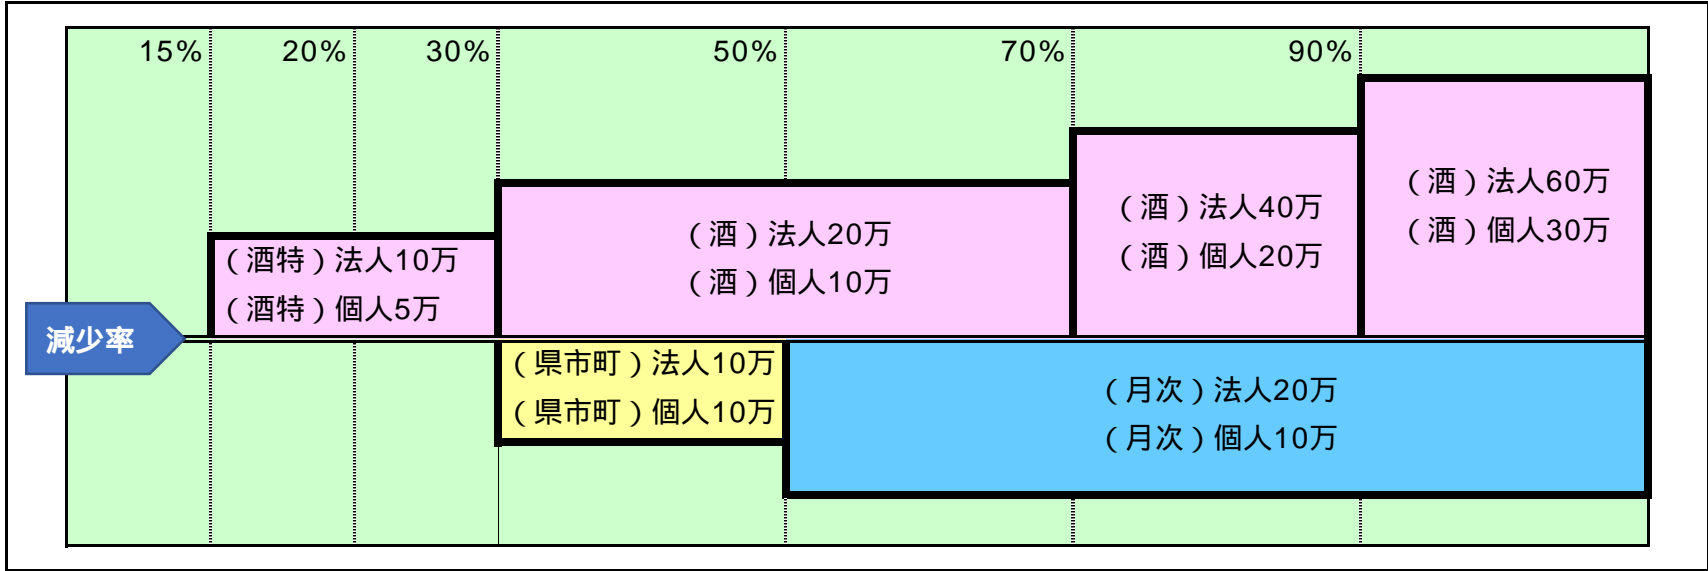 15%
20%
30%
50%
70%
90%
（酒特）法人10万
（酒特）個人5万
（酒）法人20万
（酒）個人10万
（酒）法人40万
（酒）個人20万
（酒）法人60万
（酒）個人30万
減少率
（県市町）法人10万
（県市町）個人10万
（月次）法人20万
（月次）個人10万